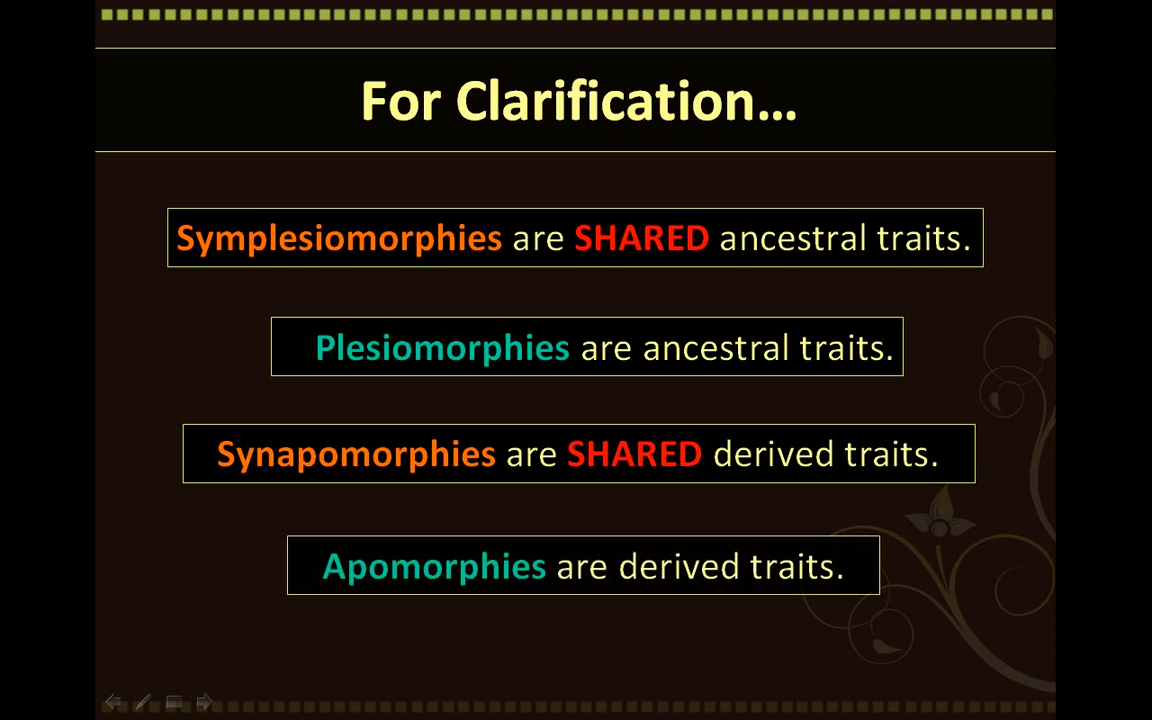 For Clarification...
Symplesiomorphies are SHARED ancestral traits.
Plesiomorphies are ancestral traits.
Synapomorphies are SHARED derived traits.
Apomorphies are derived traits.